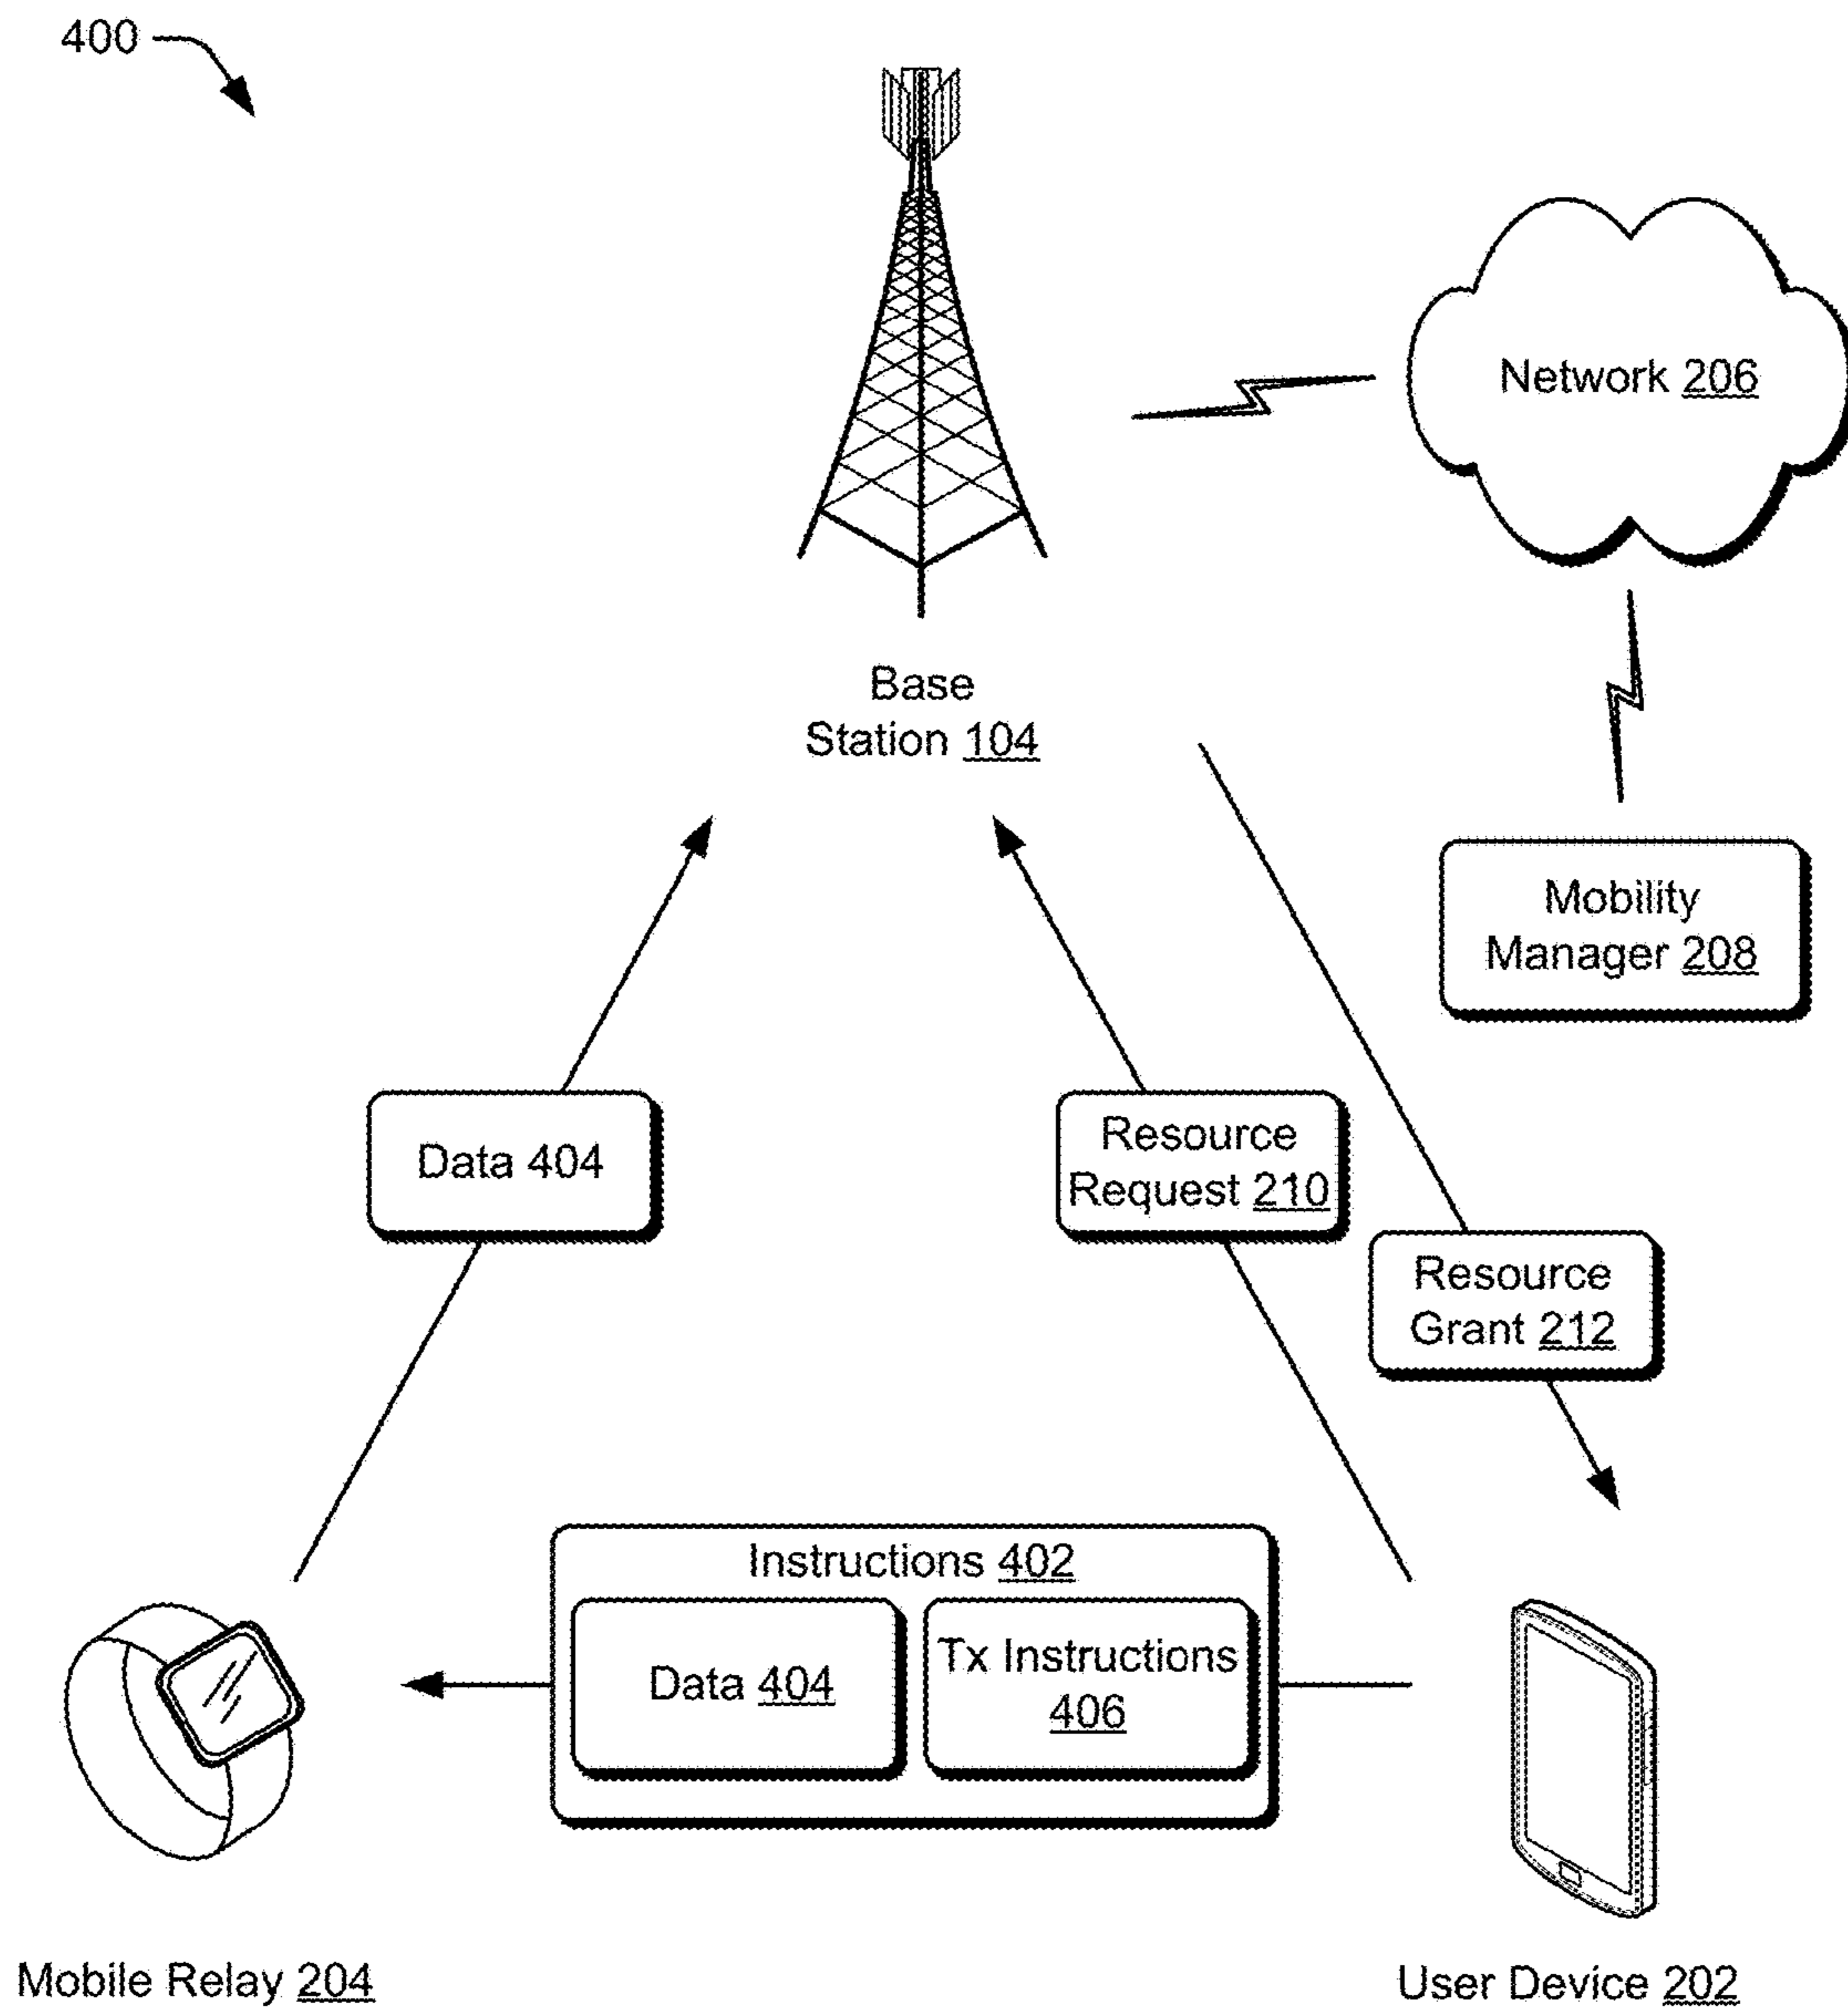 400
Network 206
Base
Station 104
Mobility
Manager 208
Data 404
Resource
Request 210
Resource
Grant 212
Instructions 402
Data 404
Tx Instructions
406
Mobile Relay 204
User Device 202